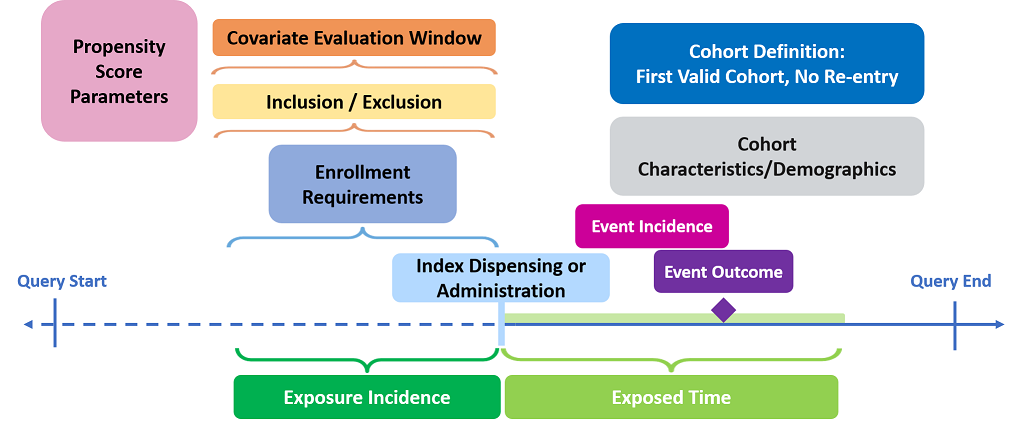 Propensity
Score
Parameters
Covariate Evaluation Window
Inclusion / Exclusion
Enrollment
Requirements
Cohort Definition:
First Valid Cohort, No Re-entry
Cohort
Characteristics/Demographics
Event Incidence
Event Outcome
Index Dispensing or
Administration
Query Start
Query End
Exposure Incidence
Exposed Time